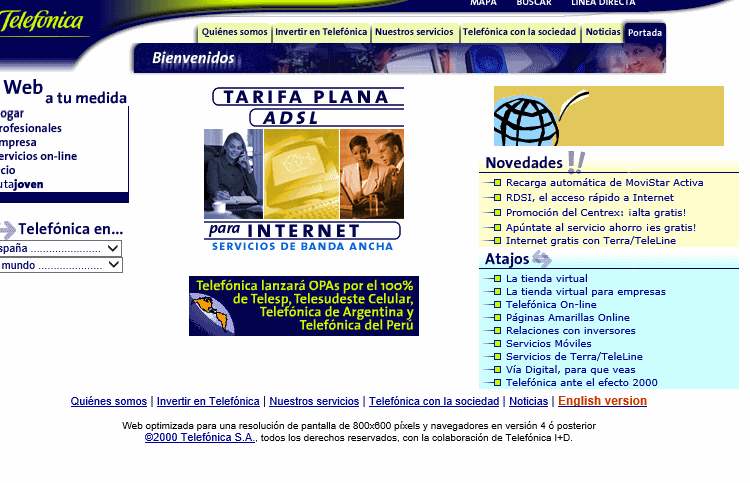 MAPA BUSCAR LINEA DIRECTA
Telefónica
Quiénes somos Invertir en Telefónica Nuestros servicios Telefónica con la sociedad Noticias Portada
Bienvenidos
Web
a tu medida
ogar
rofesionales
mpresa
ervicios on-line
cio
utajoven
Telefónica en...
spaña
mundo
TARIFA PLANA
ADSL
para INTERNET
SERVICIOS DE BANDA ANCHA
Telefónica lanzará OPAs por el 100%
de Telesp, Telesudeste Celular,
Telefónica de Argentina y
Telefónica del Perú
Novedades !!
Recarga automática de MoviStar Activa
RDSI, el acceso rápido a Internet
Promoción del Centrex: ¡alta gratis!
Apúntate al servicio ahorro ¡es gratis!
Internet gratis con Terra/TeleLine
Atajos
La tienda virtual
La tienda virtual para empresas
Telefónica On-line
Páginas Amarillas Online
Relaciones con inversores
Servicios Móviles
Servicios de Terra/TeleLine
Vía Digital, para que veas
Telefónica ante el efecto 2000
Quiénes somos | Invertir en Telefónica | Nuestros servicios | Telefónica con la sociedad | Noticias | English version
Web optimizada para una resolución de pantalla de 800x600 píxels y navegadores en versión 4 ó posterior
©2000 Telefónica S.A., todos los derechos reservados, con la colaboración de Telefónica I+D.